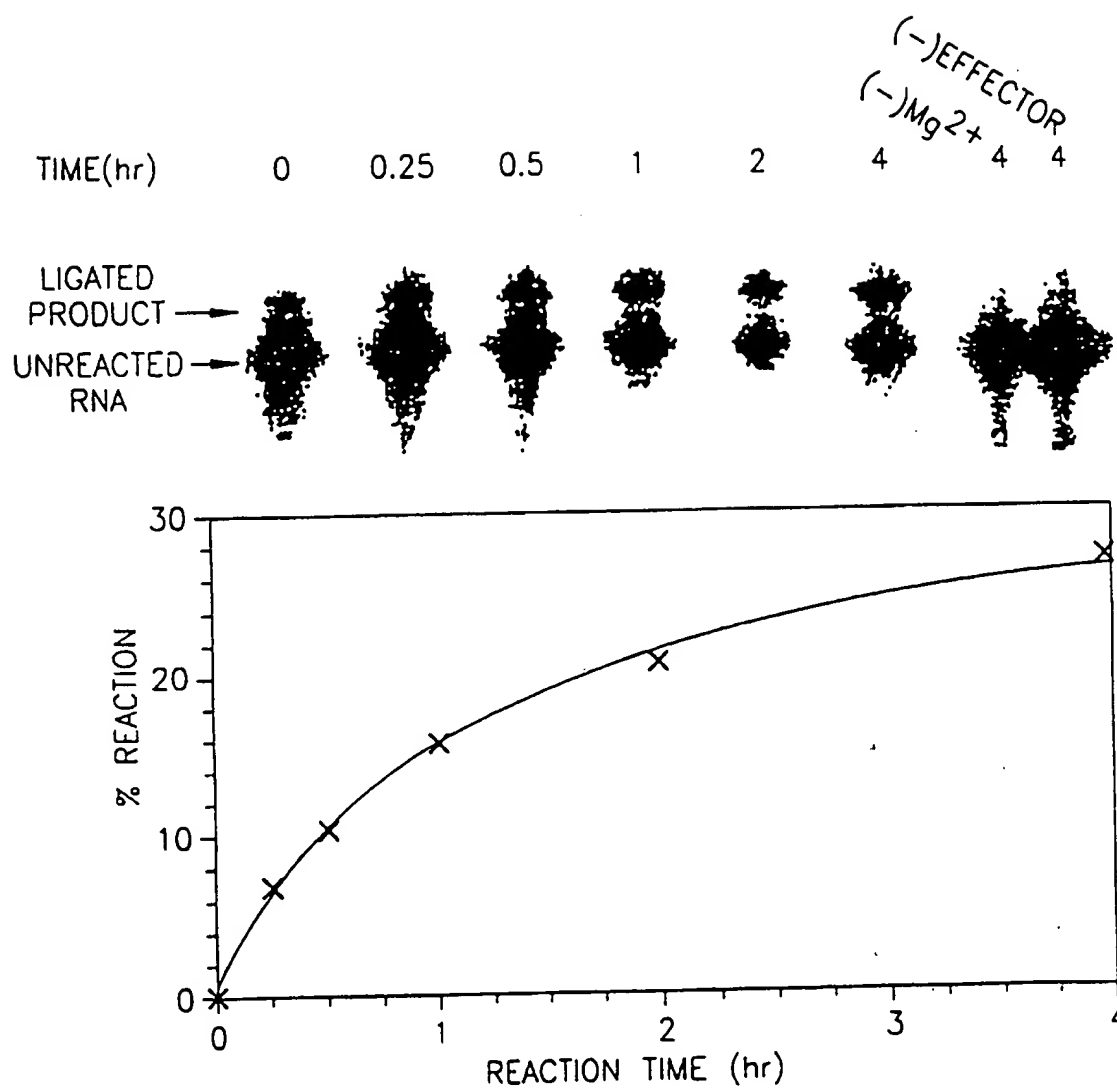 (-)EFFECTOR
(-)Mg2+
TIME(hr) 0 0.25 0.5 1 2 4 4 4
LIGATED
PRODUCT
UNREACTED
RNA
30
20
10
0
% REACTION
0 1 2 3 4
REACTION TIME (hr)